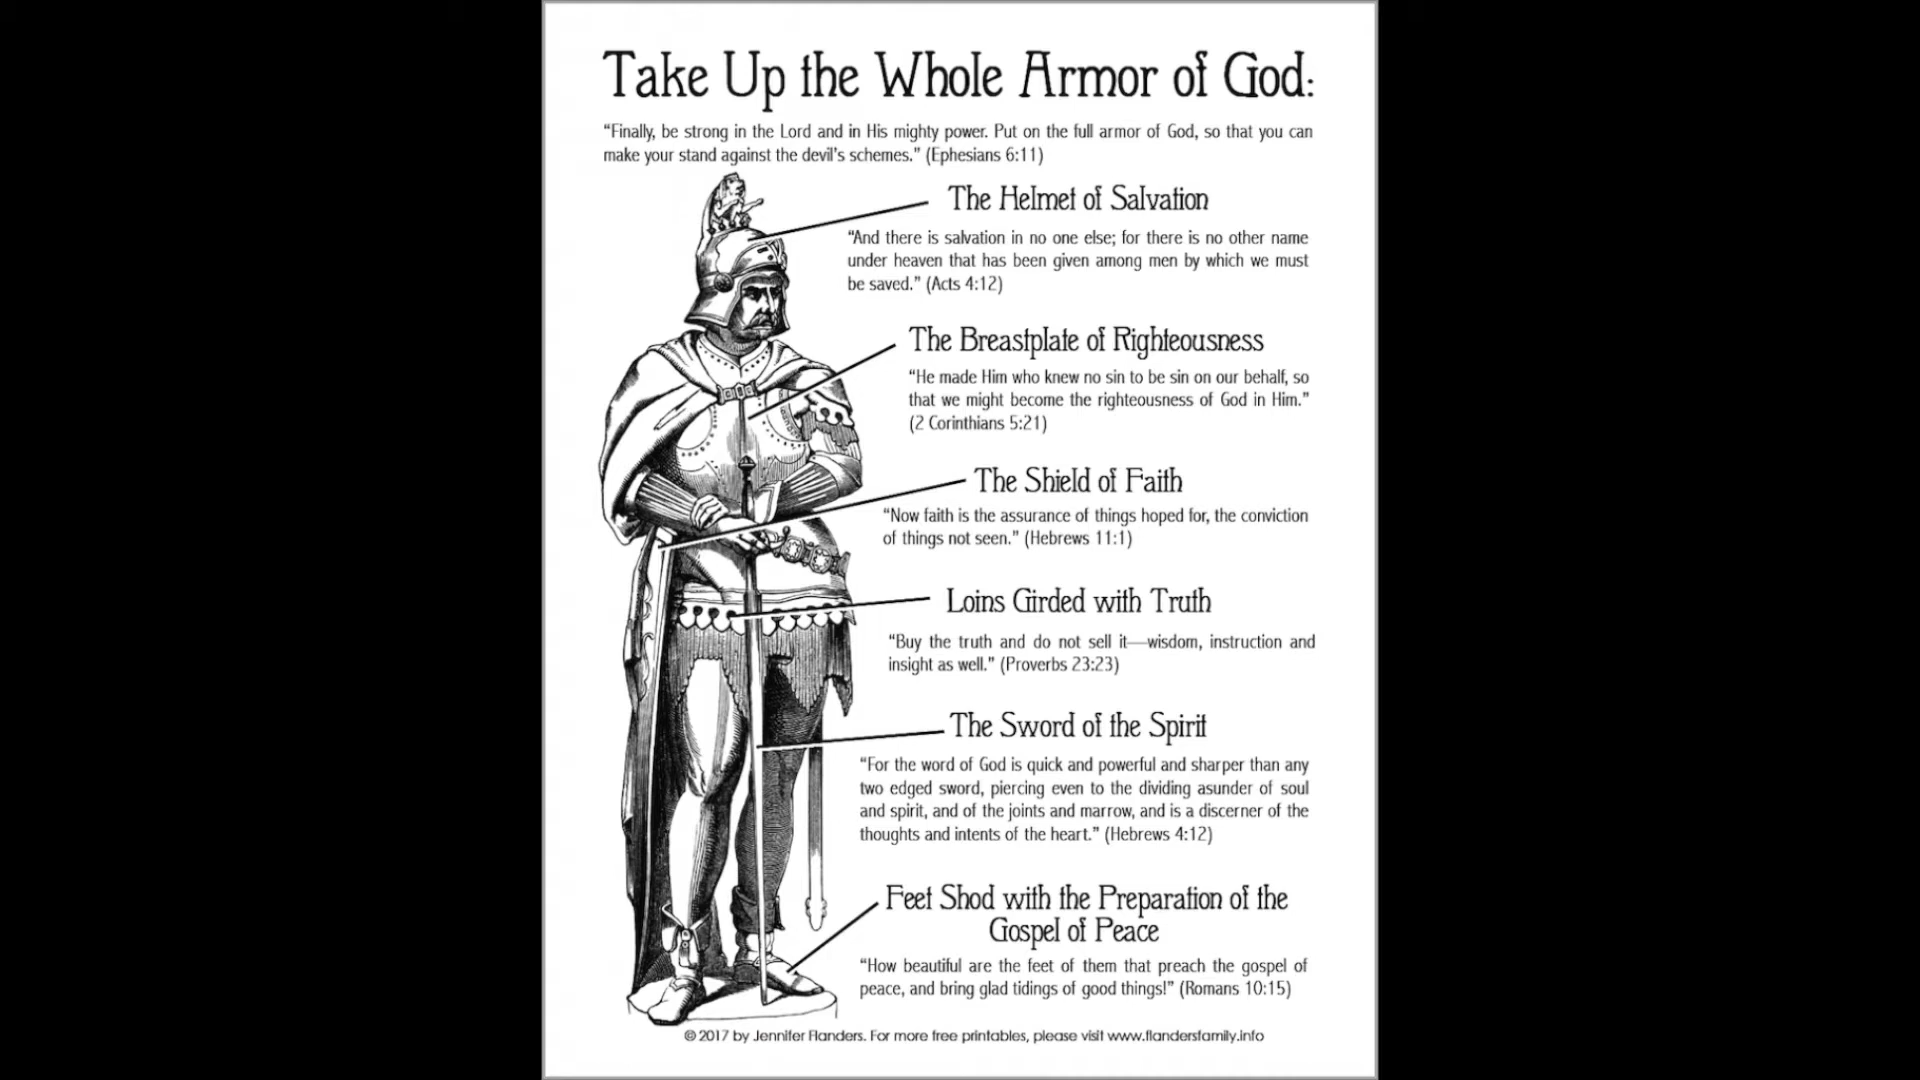 Take Up the Whole Armor of God:
“Finally, be strong in the Lord and in His mighty power. Put on the full armor of God, so that you can
make your stand against the devil’s schemes.” (Ephesians 6:11)
The Helmet of Salvation
“And there is salvation in no one else; for there is no other name
under heaven that has been given among men by which we must
be saved.” (Acts 4:12)
The Breastplate of Righteousness
“He made Him who knew no sin to be sin on our behalf, so
that we might become the righteousness of God in Him.”
(2 Corinthians 5:21)
The Shield of Faith
“Now faith is the assurance of things hoped for, the conviction
of things not seen.” (Hebrews 11:1)
Loins Girded with Truth
“Buy the truth and do not sell it—wisdom, instruction and
insight as well.” (Proverbs 23:23)
The Sword of the Spirit
“For the word of God is quick and powerful and sharper than any
two edged sword, piercing even to the dividing asunder of soul
and spirit, and of the joints and marrow, and is a discerner of the
thoughts and intents of the heart.” (Hebrews 4:12)
Feet Shod with the Preparation of the
Gospel of Peace
“How beautiful are the feet of them that preach the gospel of
peace, and bring glad tidings of good things!” (Romans 10:15)
© 2017 by Jennifer Flanders. For more free printables, please visit www.flandersfamily.info